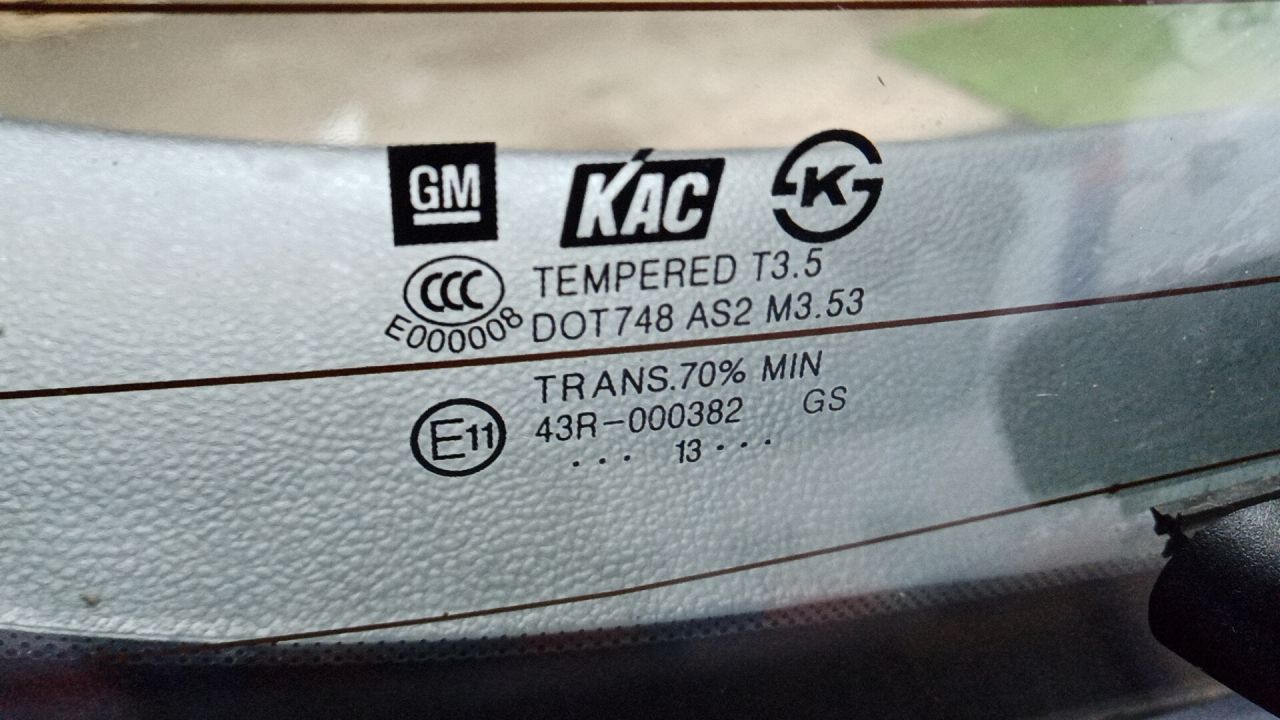 GM KAC K
CCC TEMPERED T3.5
E000008 DOT748 AS2 M3.53
TRANS.70% MIN
E11 43R-000382 GS
... 13 ...